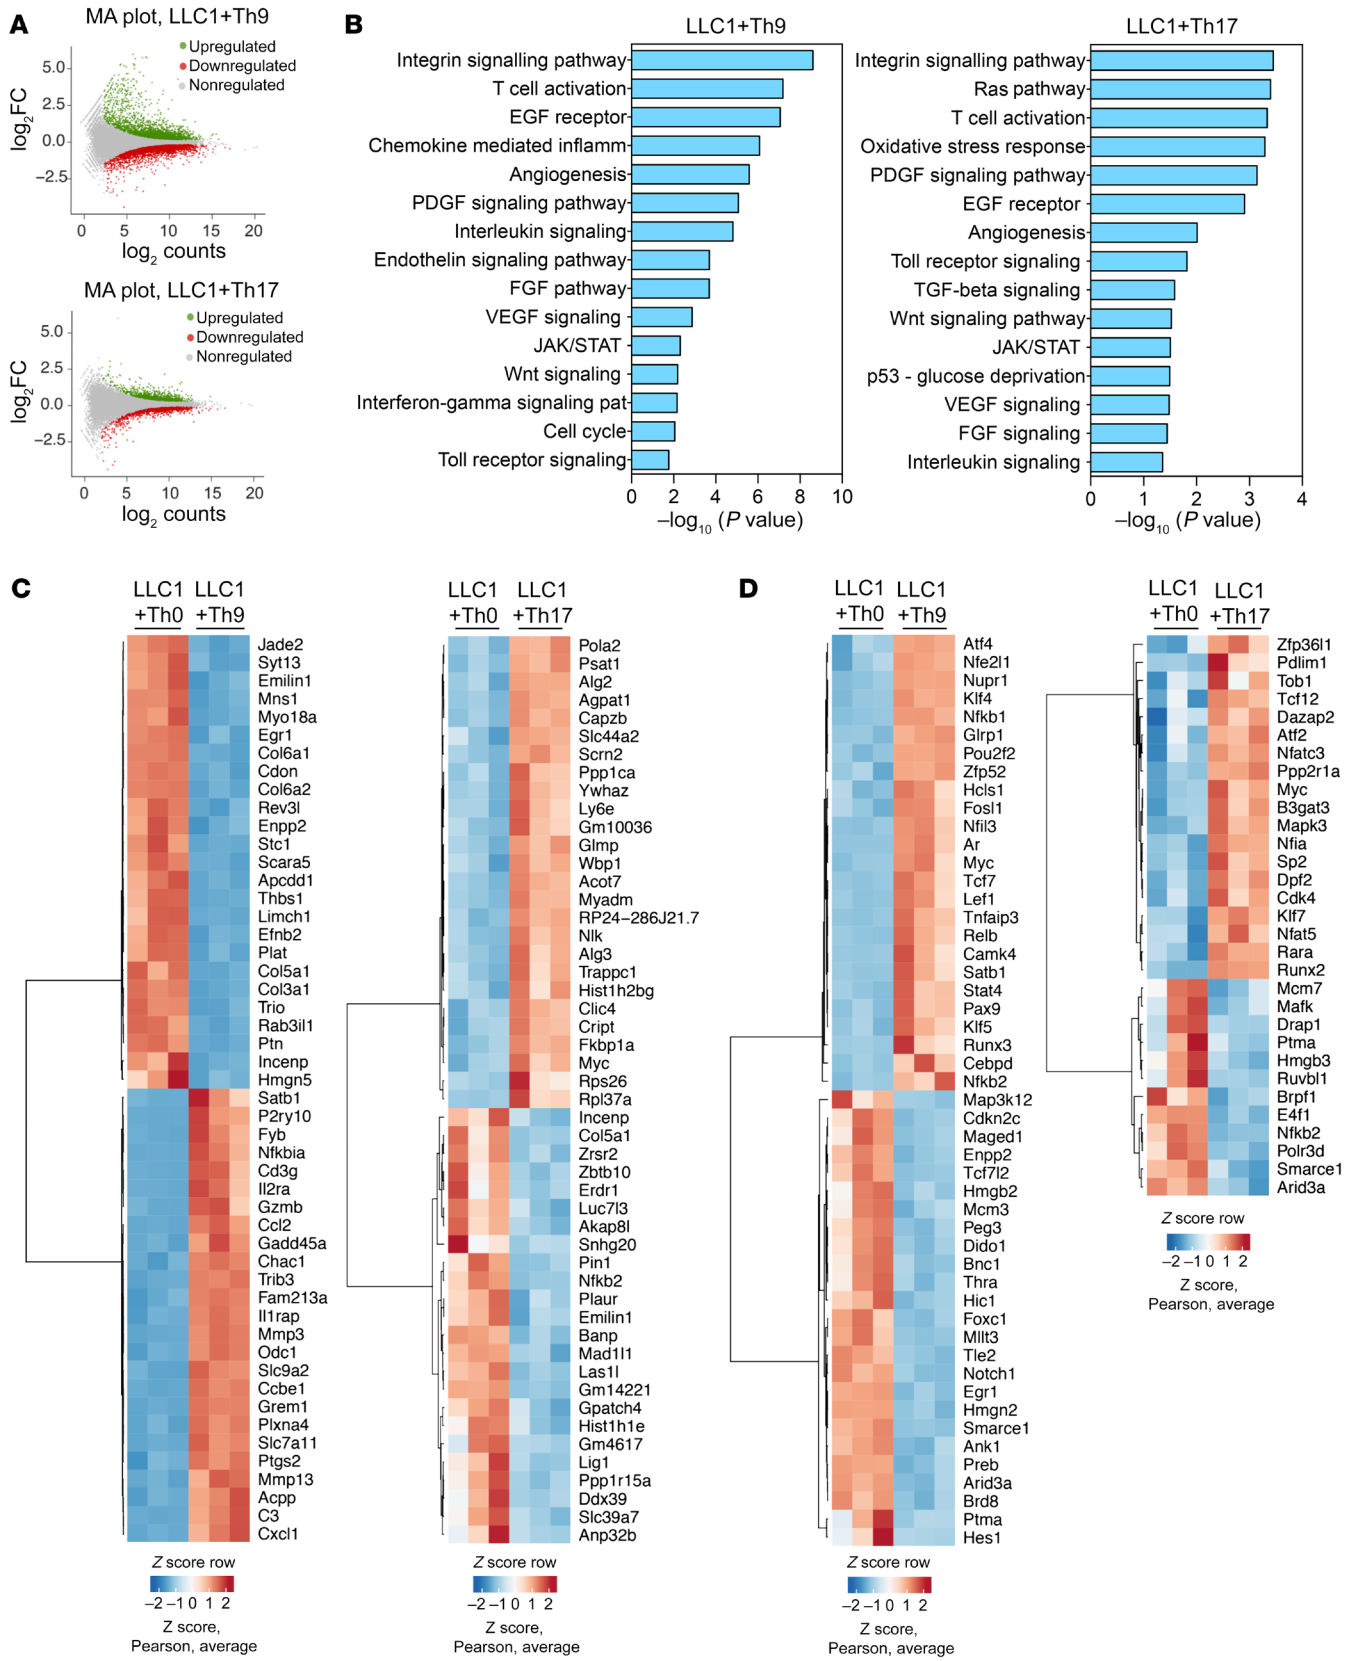 A
MA plot, LLC1+Th9
Upregulated
Downregulated
Nonregulated
5.0
2.5
0.0
−2.5
log2FC
0 5 10 15 20
log2 counts
MA plot, LLC1+Th17
Upregulated
Downregulated
Nonregulated
5.0
2.5
0.0
−2.5
log2FC
0 5 10 15 20
log2 counts
B
LLC1+Th9
Integrin signalling pathway
T cell activation
EGF receptor
Chemokine mediated inflamm
Angiogenesis
PDGF signaling pathway
Interleukin signaling
Endothelin signaling pathway
FGF pathway
VEGF signaling
JAK/STAT
Wnt signaling
Interferon-gamma signaling pat
Cell cycle
Toll receptor signaling
0 2 4 6 8 10
–log10 (P value)
LLC1+Th17
Integrin signalling pathway
Ras pathway
T cell activation
Oxidative stress response
PDGF signaling pathway
EGF receptor
Angiogenesis
Toll receptor signaling
TGF-beta signaling
Wnt signaling pathway
JAK/STAT
p53 - glucose deprivation
VEGF signaling
FGF signaling
Interleukin signaling
0 1 2 3 4
–log10 (P value)
C
LLC1 LLC1
+Th0 +Th9
Jade2
Syt13
Emilin1
Mns1
Myo18a
Egr1
Col6a1
Cdon
Col6a2
Rev3l
Enpp2
Stc1
Scara5
Apcdd1
Thbs1
Limch1
Efnb2
Plat
Col5a1
Col3a1
Trio
Rab3il1
Ptn
Incenp
Hmgn5
Satb1
P2ry10
Fyb
Nfkbia
Cd3g
Il2ra
Gzmb
Ccl2
Gadd45a
Chac1
Trib3
Fam213a
Il1rap
Mmp3
Odc1
Slc9a2
Ccbe1
Grem1
Plxna4
Slc7a11
Ptgs2
Mmp13
Acpp
C3
Cxcl1
Z score row
−2 −1 0 1 2
Z score,
Pearson, average
LLC1 LLC1
+Th0 +Th17
Pola2
Psat1
Alg2
Agpat1
Capzb
Slc44a2
Scrn2
Ppp1ca
Ywhaz
Ly6e
Gm10036
Glmp
Wbp1
Acot7
Myadm
RP24−286J21.7
Nlk
Alg3
Trappc1
Hist1h2bg
Clic4
Cript
Fkbp1a
Myc
Rps26
Rpl37a
Incenp
Col5a1
Zrsr2
Zbtb10
Erdr1
Luc7l3
Akap8l
Snhg20
Pin1
Nfkb2
Plaur
Emilin1
Banp
Mad1l1
Las1l
Gm14221
Gpatch4
Hist1h1e
Gm4617
Lig1
Ppp1r15a
Ddx39
Slc39a7
Anp32b
Z score row
−2 −1 0 1 2
Z score,
Pearson, average
D
LLC1 LLC1
+Th0 +Th9
Atf4
Nfe2l1
Nupr1
Klf4
Nfkb1
Glrp1
Pou2f2
Zfp52
Hcls1
Fosl1
Nfil3
Ar
Myc
Tcf7
Lef1
Tnfaip3
Relb
Camk4
Satb1
Stat4
Pax9
Klf5
Runx3
Cebpd
Nfkb2
Map3k12
Cdkn2c
Maged1
Enpp2
Tcf7l2
Hmgb2
Mcm3
Peg3
Dido1
Bnc1
Thra
Hic1
Foxc1
Mllt3
Tle2
Notch1
Egr1
Hmgn2
Smarce1
Ank1
Preb
Arid3a
Brd8
Ptma
Hes1
Z score row
−2 −1 0 1 2
Z score,
Pearson, average
LLC1 LLC1
+Th0 +Th17
Zfp36l1
Pdlim1
Tob1
Tcf12
Dazap2
Atf2
Nfatc3
Ppp2r1a
Myc
B3gat3
Mapk3
Nfia
Sp2
Dpf2
Cdk4
Klf7
Nfat5
Rara
Runx2
Mcm7
Mafk
Drap1
Ptma
Hmgb3
Ruvbl1
Brpf1
E4f1
Nfkb2
Polr3d
Smarce1
Arid3a
Z score row
−2 −1 0 1 2
Z score,
Pearson, average